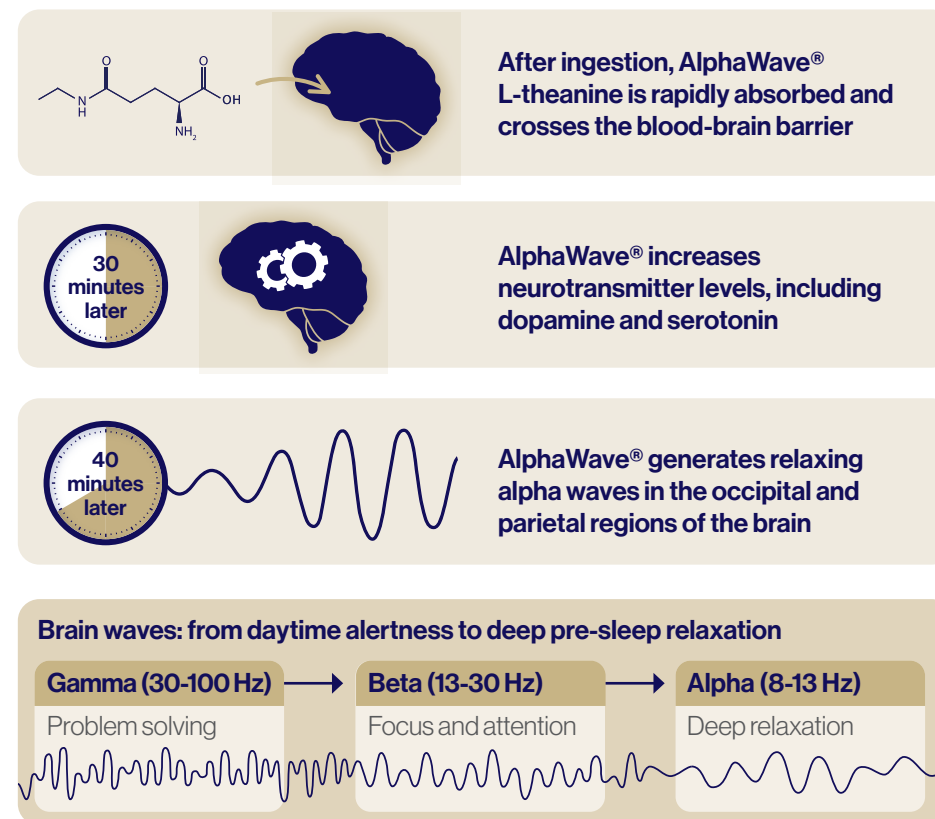 O
O
N
H
OH
NH₂
After ingestion, AlphaWave®
L-theanine is rapidly absorbed and
crosses the blood-brain barrier
30
minutes
later
AlphaWave® increases
neurotransmitter levels, including
dopamine and serotonin
40
minutes
later
AlphaWave® generates relaxing
alpha waves in the occipital and
parietal regions of the brain
Brain waves: from daytime alertness to deep pre-sleep relaxation
Gamma (30-100 Hz)
Problem solving
Beta (13-30 Hz)
Focus and attention
Alpha (8-13 Hz)
Deep relaxation